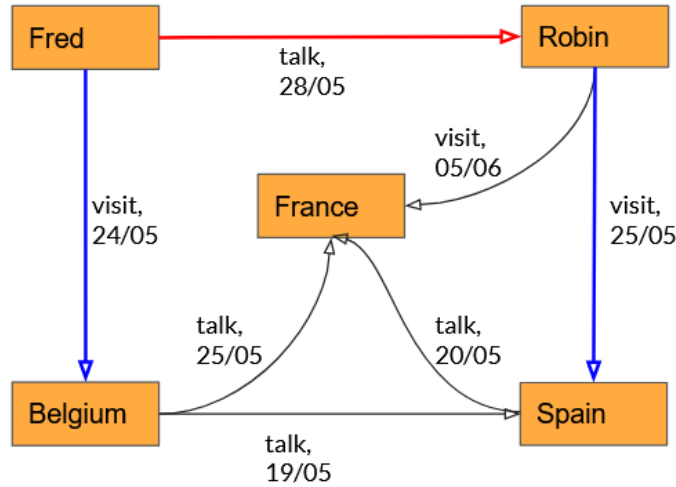 Fred
Robin
talk,
28/05
visit,
05/06
France
visit,
24/05
visit,
25/05
talk,
25/05
talk,
20/05
Belgium
Spain
talk,
19/05